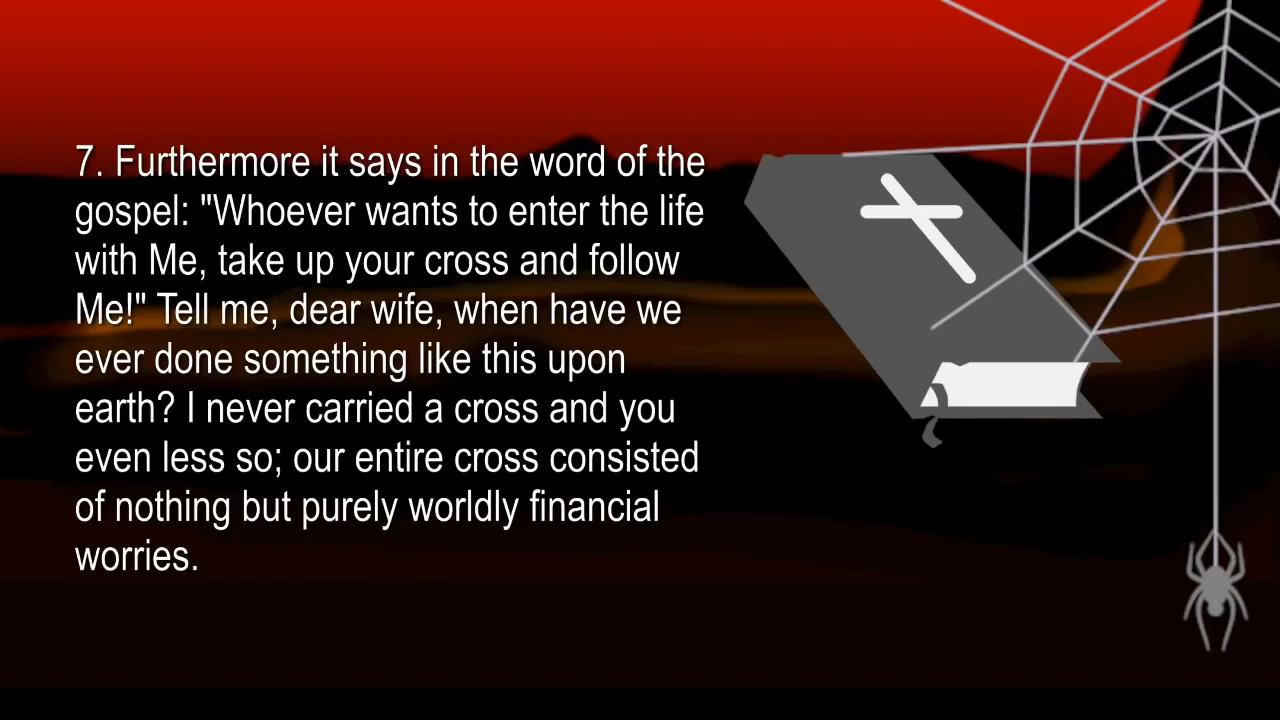 7. Furthermore it says in the word of the
gospel: "Whoever wants to enter the life
with Me, take up your cross and follow
Me!" Tell me, dear wife, when have we
ever done something like this upon
earth? I never carried a cross and you
even less so; our entire cross consisted
of nothing but purely worldly financial
worries.